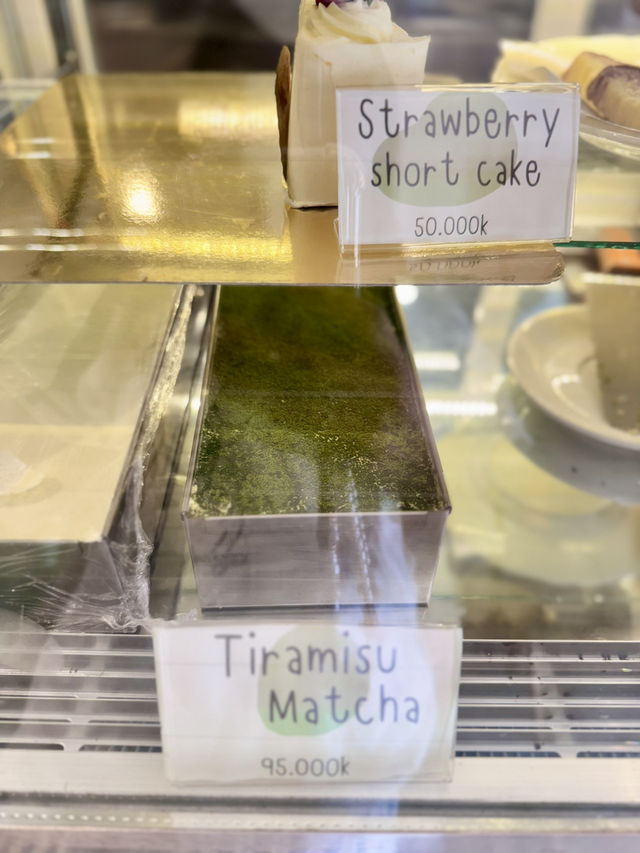 Strawberry
short cake
50.000k
Tiramisu
Matcha
95.000k